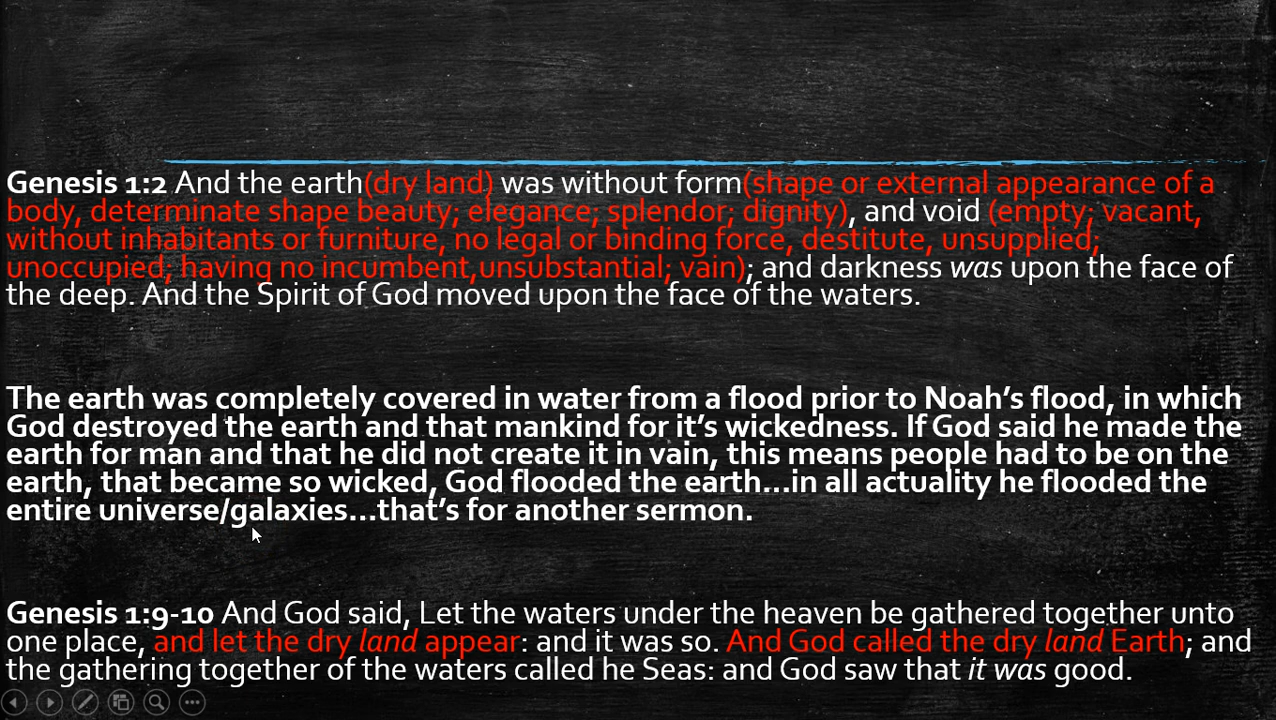 Genesis 1:2 And the earth(dry land) was without form(shape or external appearance of a
body, determinate shape beauty; elegance; splendor; dignity), and void (empty; vacant,
without inhabitants or furniture, no legal or binding force, destitute, unsupplied;
unoccupied; having no incumbent,unsubstantial; vain); and darkness was upon the face of
the deep. And the Spirit of God moved upon the face of the waters.
The earth was completely covered in water from a flood prior to Noah’s flood, in which
God destroyed the earth and that mankind for it’s wickedness. If God said he made the
earth for man and that he did not create it in vain, this means people had to be on the
earth, that became so wicked, God flooded the earth...in all actuality he flooded the
entire universe/galaxies...that’s for another sermon.
Genesis 1:9-10 And God said, Let the waters under the heaven be gathered together unto
one place, and let the dry land appear: and it was so. And God called the dry land Earth; and
the gathering together of the waters called he Seas: and God saw that it was good.